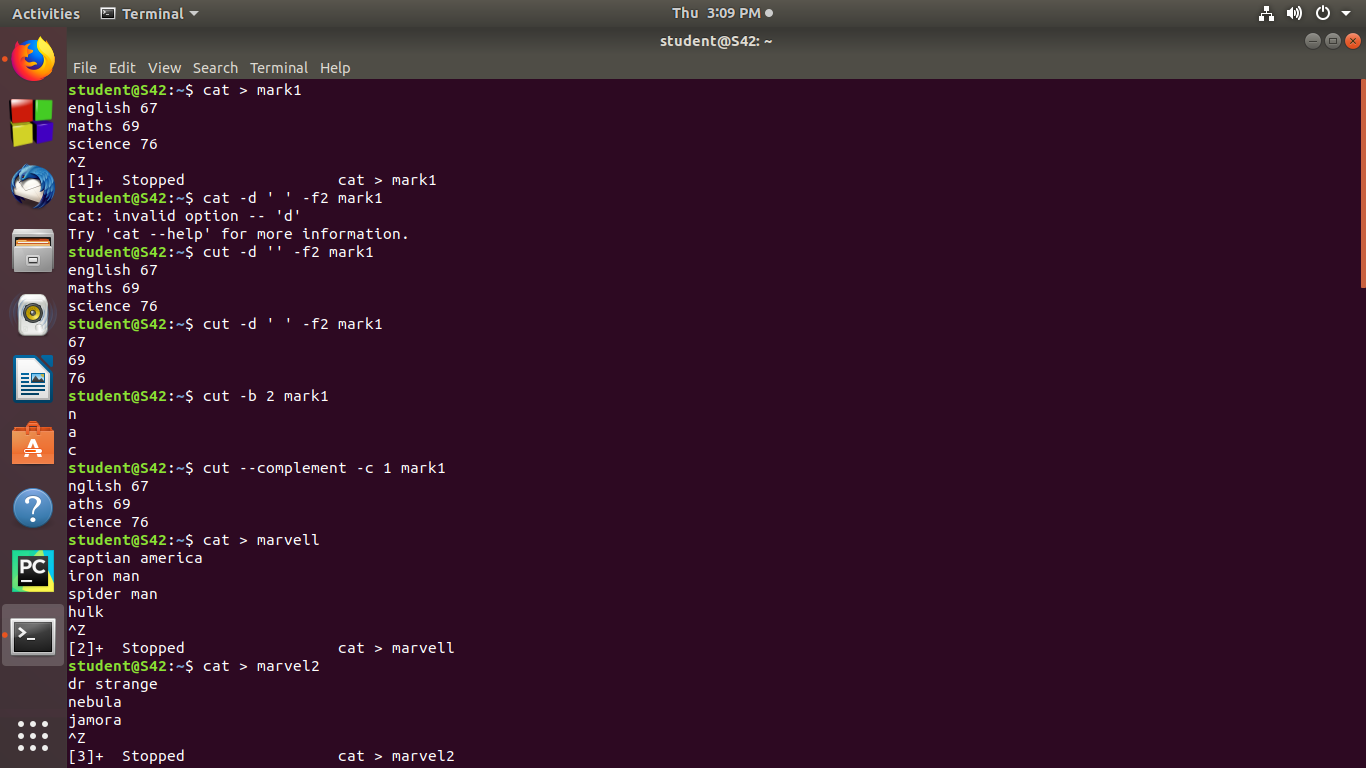 Activities Terminal Thu 3:09 PM
student@S42: ~
File Edit View Search Terminal Help
student@S42:~$ cat > mark1
english 67
maths 69
science 76
^Z
[1]+  Stopped                 cat > mark1
student@S42:~$ cat -d ' ' -f2 mark1
cat: invalid option -- 'd'
Try 'cat --help' for more information.
student@S42:~$ cut -d '' -f2 mark1
english 67
maths 69
science 76
student@S42:~$ cut -d ' ' -f2 mark1
67
69
76
student@S42:~$ cut -b 2 mark1
n
a
c
student@S42:~$ cut --complement -c 1 mark1
nglish 67
aths 69
cience 76
student@S42:~$ cat > marvell
captian america
iron man
spider man
hulk
^Z
[2]+  Stopped                 cat > marvell
student@S42:~$ cat > marvel2
dr strange
nebula
jamora
^Z
[3]+  Stopped                 cat > marvel2
A
?
PC
>_